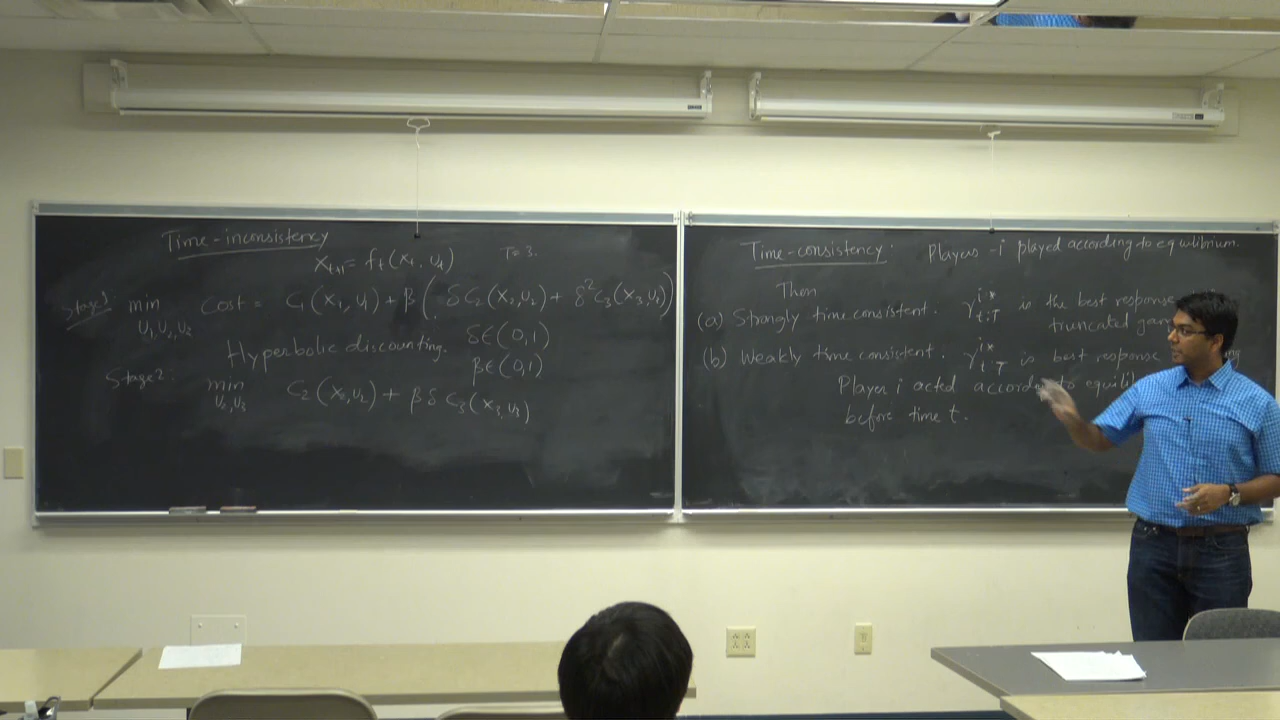 Time-inconsistency
x_{t+1} = f_t(x_t, u_t) T=3.
Stage 1: min Cost = C_1(x_1, u_1) + β(δC_2(x_2, u_2) + δ²C_3(x_3, u_3))
U_1, U_2, U_3
Hyperbolic discounting. δ∈(0,1)
β∈(0,1)
Stage 2: min C_2(x_2, u_2) + βδ C_3(x_3, u_3)
U_2, U_3
Time-consistency: Players -i played according to equilibrium.
Then
(a) Strongly time consistent. γ^{i*}_{t:T} is the best response
truncated
(b) Weakly time consistent. γ^{i*}_{t:T} is best response
Player i acted according to
before time t.